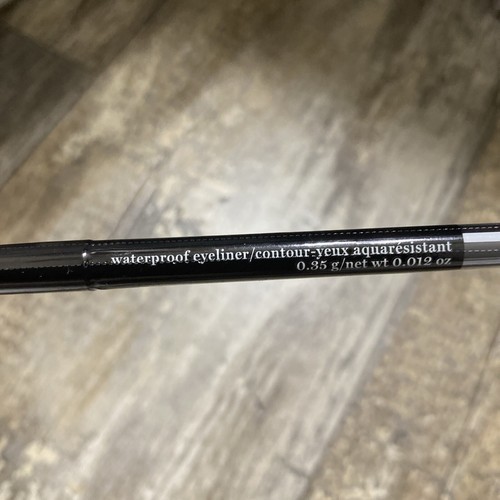 waterproof eyeliner/contour-yeux aquarésistant
0.35 g/net wt 0.012 oz